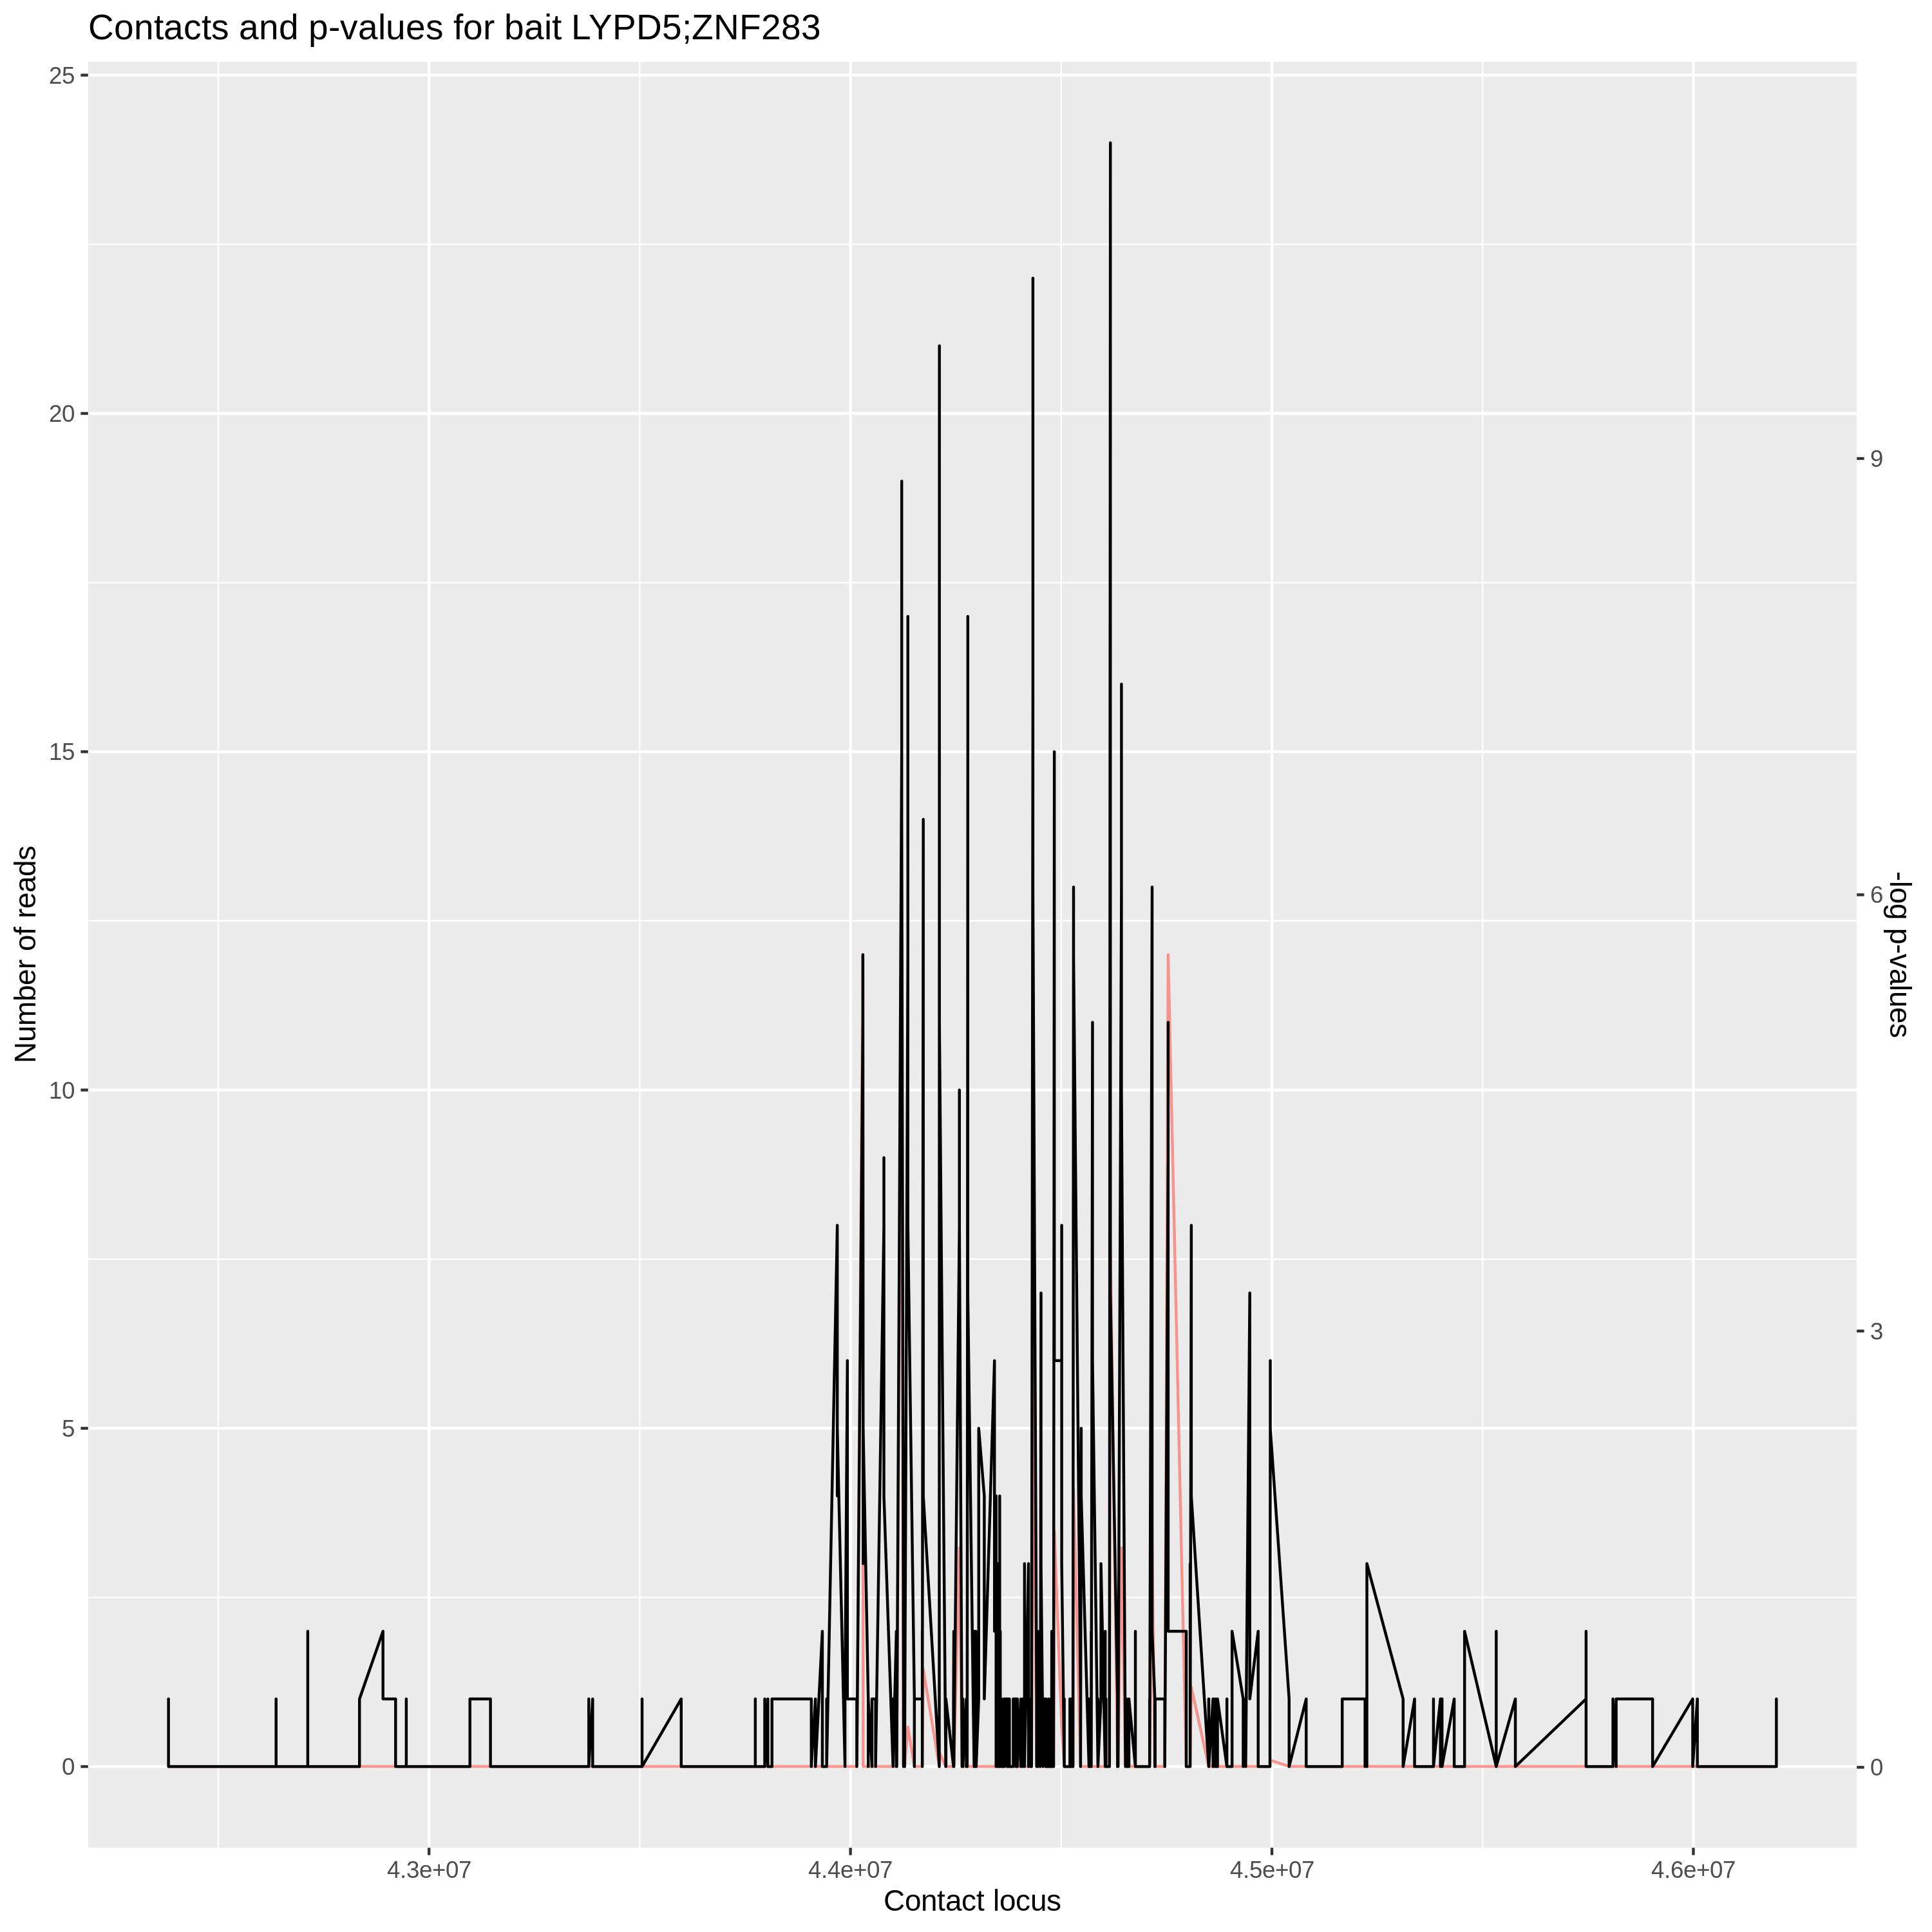 Contacts and p-values for bait LYPD5;ZNF283
25
20
15
10
5
0
Number of reads
9
6
3
0
-log p-values
4.3e+07
4.4e+07
4.5e+07
4.6e+07
Contact locus